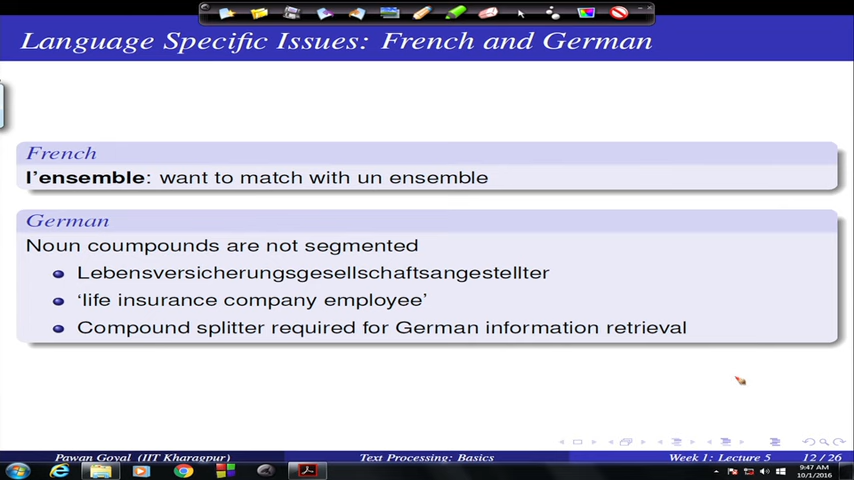 Language Specific Issues: French and German
French
l'ensemble: want to match with un ensemble
German
Noun coumpounds are not segmented
Lebensversicherungsgesellschaftsangestellter
‘life insurance company employee’
Compound splitter required for German information retrieval
Pawan Goyal (IIT Kharagpur) Text Processing: Basics Week 1: Lecture 5 12 / 26
9:47 AM
10/1/2016